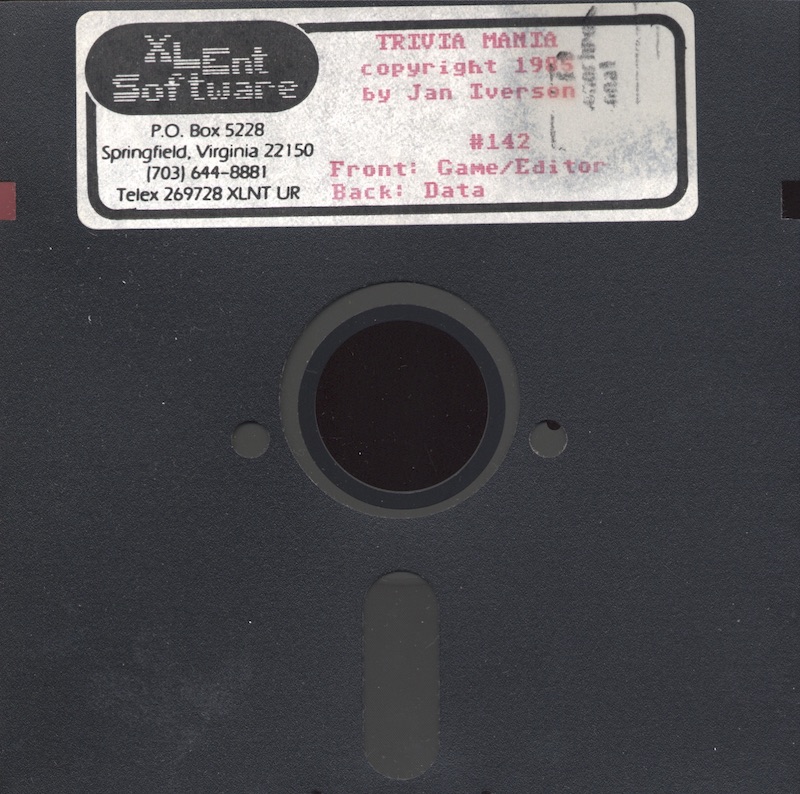 XLEnt
Software
P.O. Box 5228
Springfield, Virginia 22150
(703) 644-8881
Telex 269728 XLNT UR
TRIVIA MANIA
copyright 1985
by Jan Iverson
#142
Front: Game/Editor
Back: Data